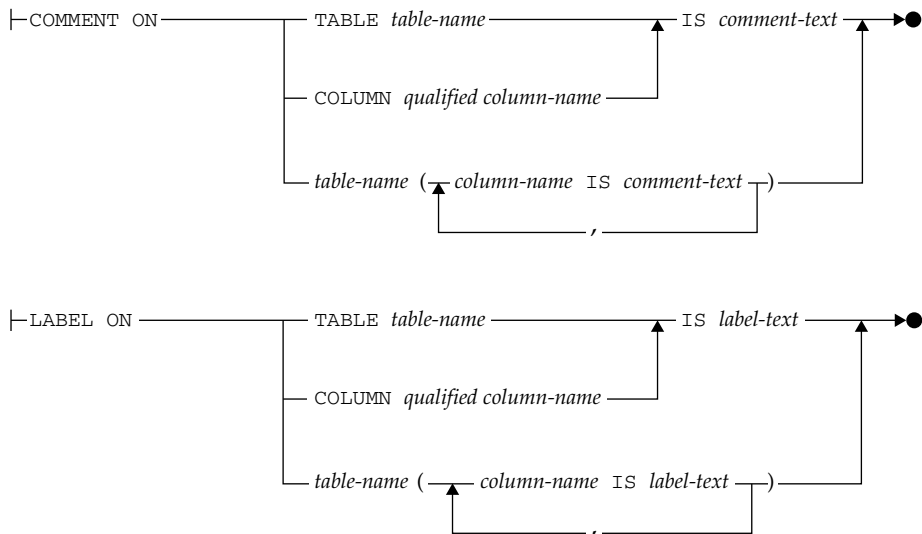 COMMENT ON TABLE table-name IS comment-text
COLUMN qualified column-name
table-name ( column-name IS comment-text )
,
LABEL ON TABLE table-name IS label-text
COLUMN qualified column-name
table-name ( column-name IS label-text )
,